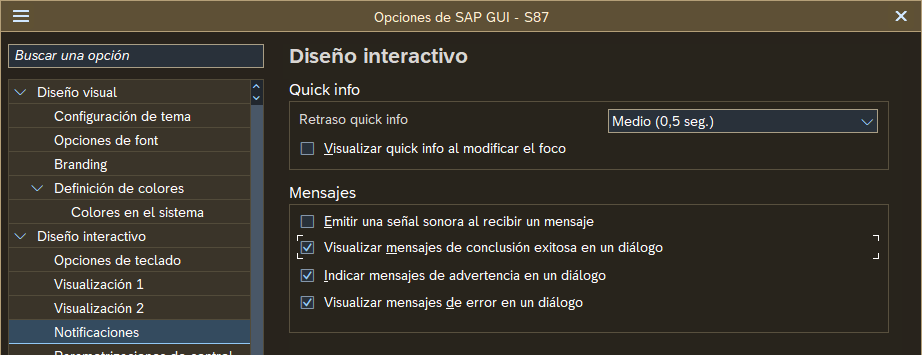 Opciones de SAP GUI - S87
Buscar una opción
Diseño visual
Configuración de tema
Opciones de font
Branding
Definición de colores
Colores en el sistema
Diseño interactivo
Opciones de teclado
Visualización 1
Visualización 2
Notificaciones
Parametrizaciones de control
Diseño interactivo
Quick info
Retraso quick info
Medio (0,5 seg.)
Visualizar quick info al modificar el foco
Mensajes
Emitir una señal sonora al recibir un mensaje
Visualizar mensajes de conclusión exitosa en un diálogo
Indicar mensajes de advertencia en un diálogo
Visualizar mensajes de error en un diálogo